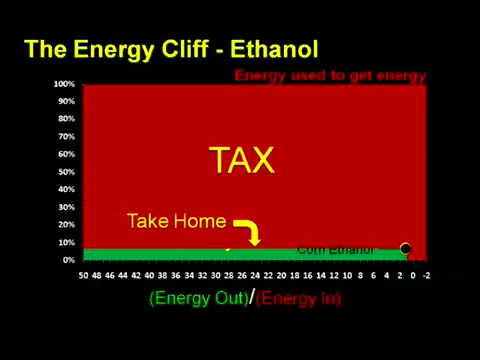 The Energy Cliff - Ethanol
Energy used to get energy
100%
90%
80%
70%
60%
50%
40%
30%
20%
10%
0%
TAX
Take Home
Corn Ethanol
50 48 46 44 42 40 38 36 34 32 30 28 26 24 22 20 18 16 14 12 10 8 6 4 2 0 -2
(Energy Out)/(Energy In)